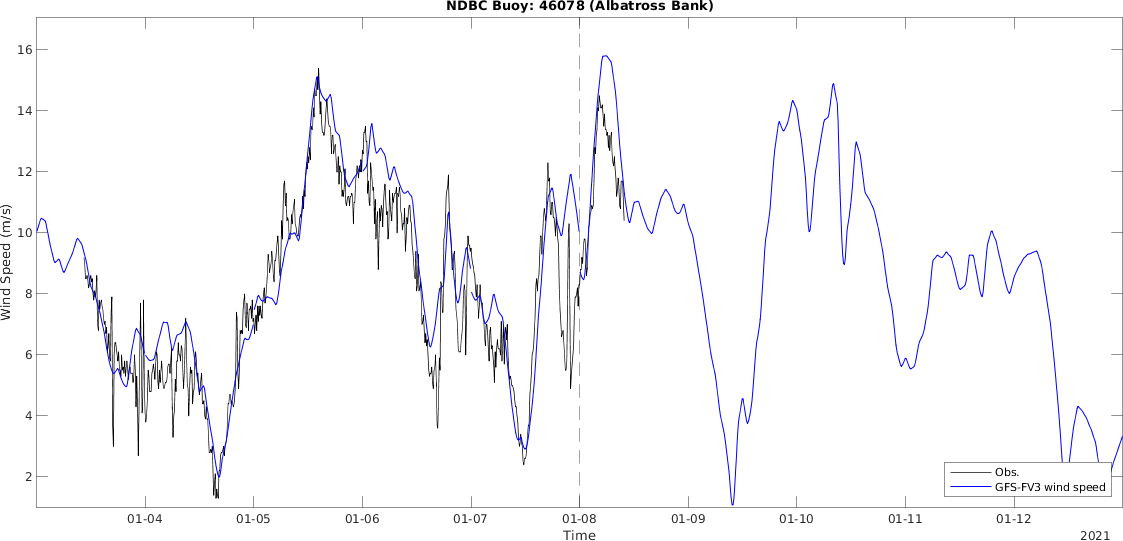 NDBC Buoy: 46078 (Albatross Bank)
Wind Speed (m/s)
16
14
12
10
8
6
4
2
01-04 01-05 01-06 01-07 01-08 01-09 01-10 01-11 01-12
Time
2021
Obs.
GFS-FV3 wind speed